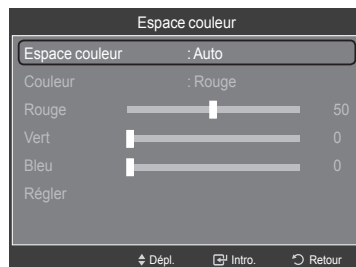 Espace couleur
Espace couleur : Auto
Couleur : Rouge
Rouge 50
Vert 0
Bleu 0
Régler
Dépl. Intro. Retour